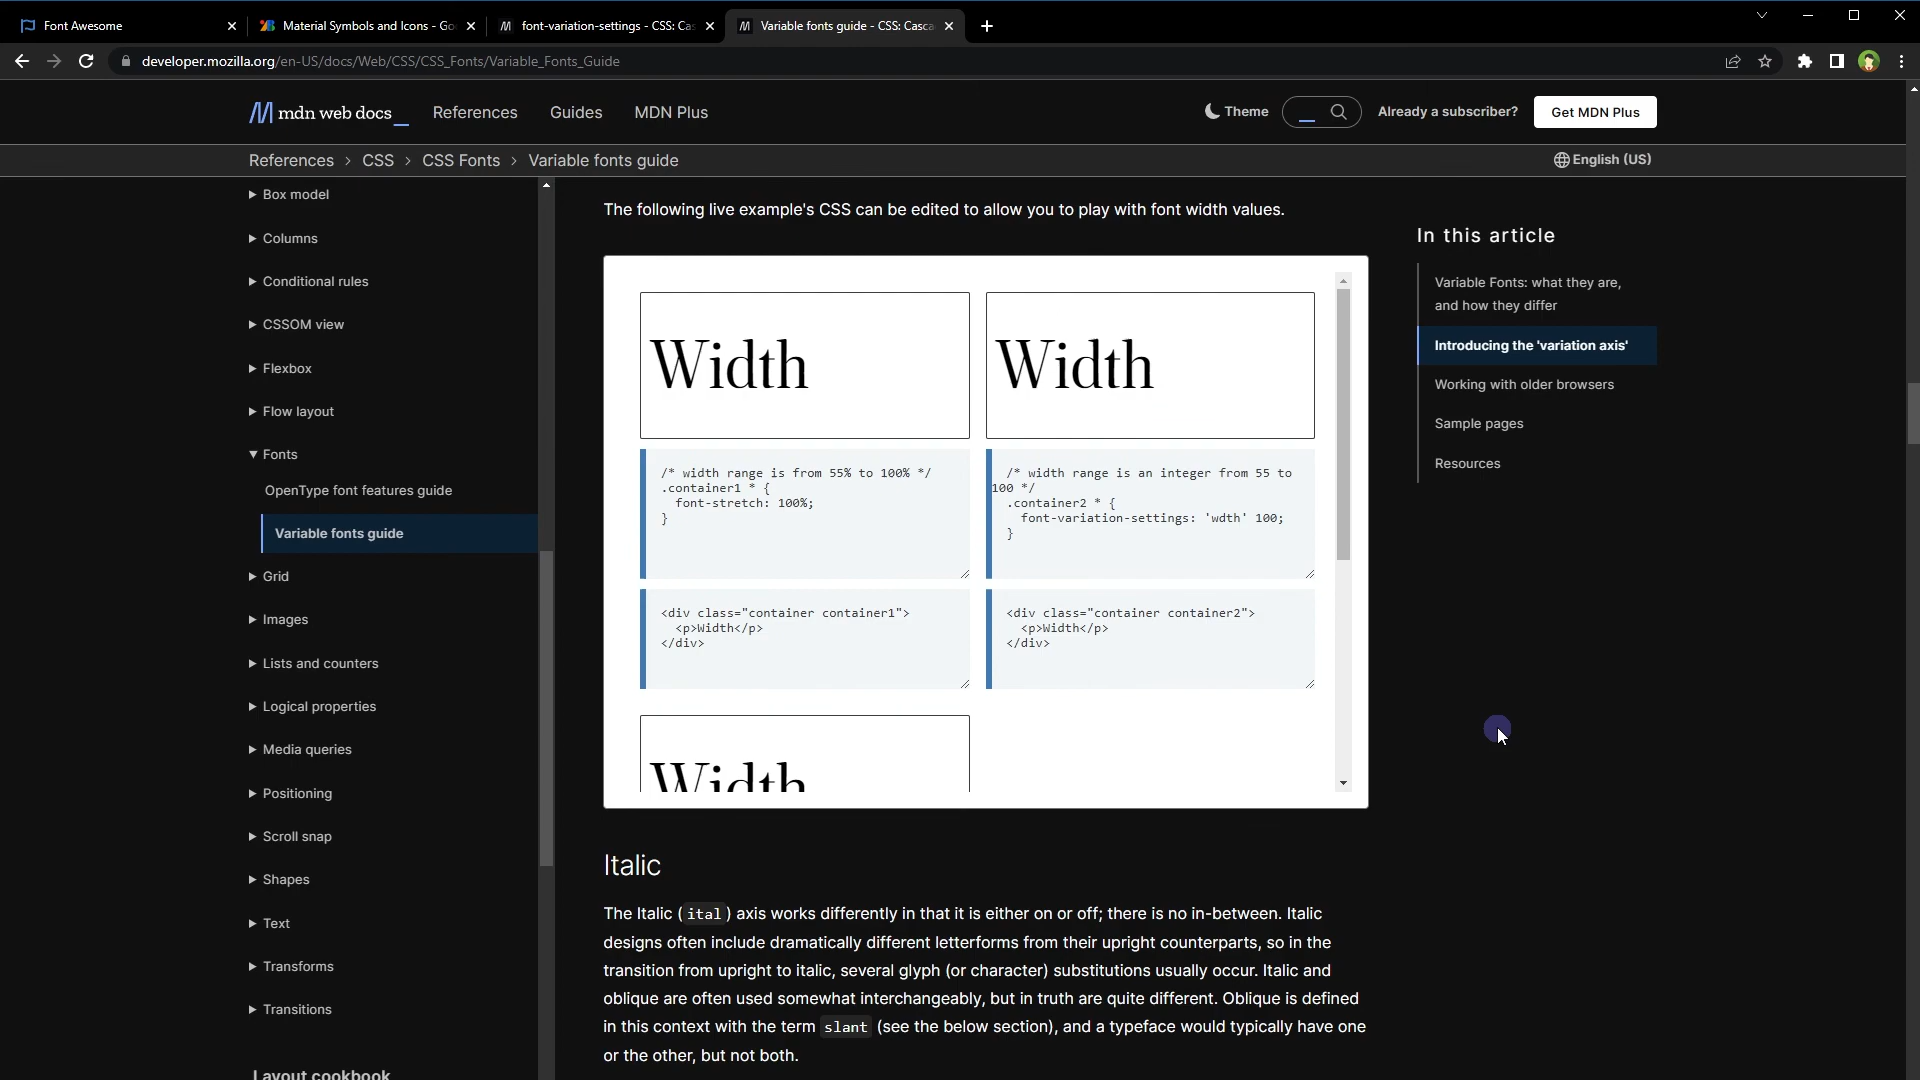 Font Awesome
Material Symbols and Icons - Go
font-variation-settings - CSS: Cas
Variable fonts guide - CSS: Casca
developer.mozilla.org/en-US/docs/Web/CSS/CSS_Fonts/Variable_Fonts_Guide
mdn web docs_
References
Guides
MDN Plus
Theme
Already a subscriber?
Get MDN Plus
References > CSS > CSS Fonts > Variable fonts guide
English (US)
Box model
Columns
Conditional rules
CSSOM view
Flexbox
Flow layout
Fonts
OpenType font features guide
Variable fonts guide
Grid
Images
Lists and counters
Logical properties
Media queries
Positioning
Scroll snap
Shapes
Text
Transforms
Transitions
Layout cookbook
The following live example's CSS can be edited to allow you to play with font width values.
Width
/* width range is from 55% to 100% */
.container1 * {
  font-stretch: 100%;
}
<div class="container container1">
  <p>Width</p>
</div>
Width
/* width range is an integer from 55 to
100 */
.container2 * {
  font-variation-settings: 'wdth' 100;
}
<div class="container container2">
  <p>Width</p>
</div>
Width
Italic
The Italic (ital) axis works differently in that it is either on or off; there is no in-between. Italic
designs often include dramatically different letterforms from their upright counterparts, so in the
transition from upright to italic, several glyph (or character) substitutions usually occur. Italic and
oblique are often used somewhat interchangeably, but in truth are quite different. Oblique is defined
in this context with the term slant (see the below section), and a typeface would typically have one
or the other, but not both.
In this article
Variable Fonts: what they are,
and how they differ
Introducing the 'variation axis'
Working with older browsers
Sample pages
Resources